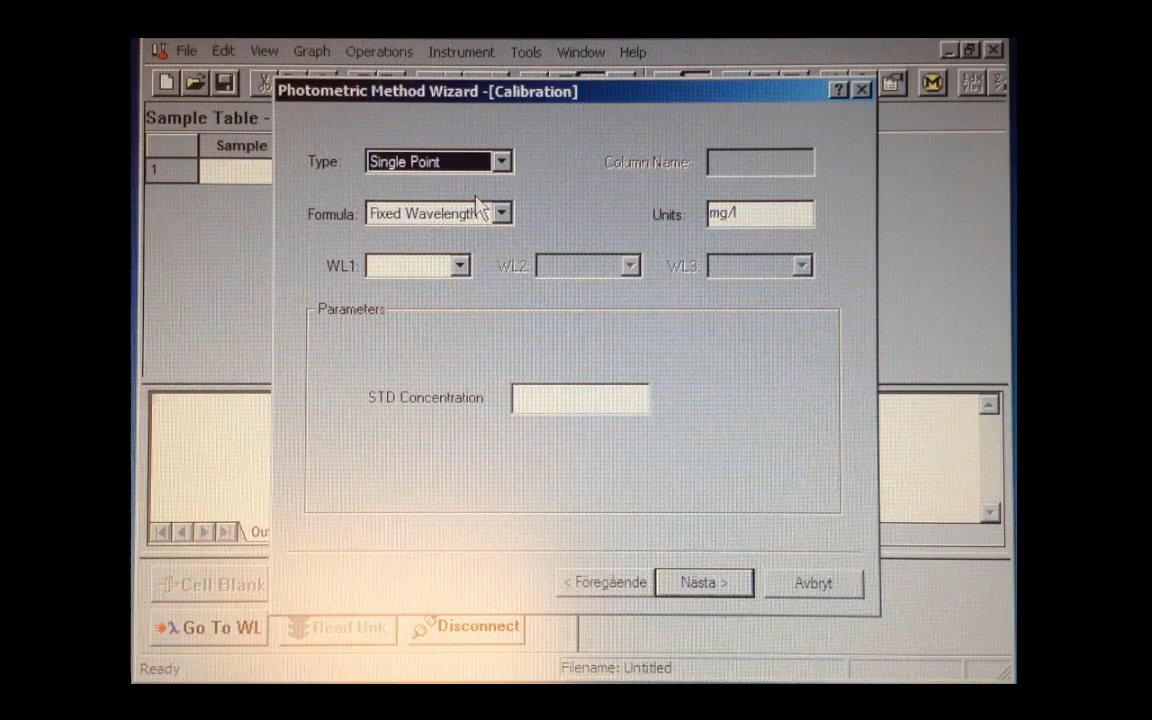 File Edit View Graph Operations Instrument Tools Window Help
Photometric Method Wizard -[Calibration]
Sample Table -
Sample
1
Type: Single Point Column Name:
Formula: Fixed Wavelength Units: mg/l
WL1: WL2: WL3:
Parameters
STD Concentration
Ou
< Föregående Nästa > Avbryt
Cell Blank
Go To WL Read Unk. Disconnect
Ready Filename: Untitled